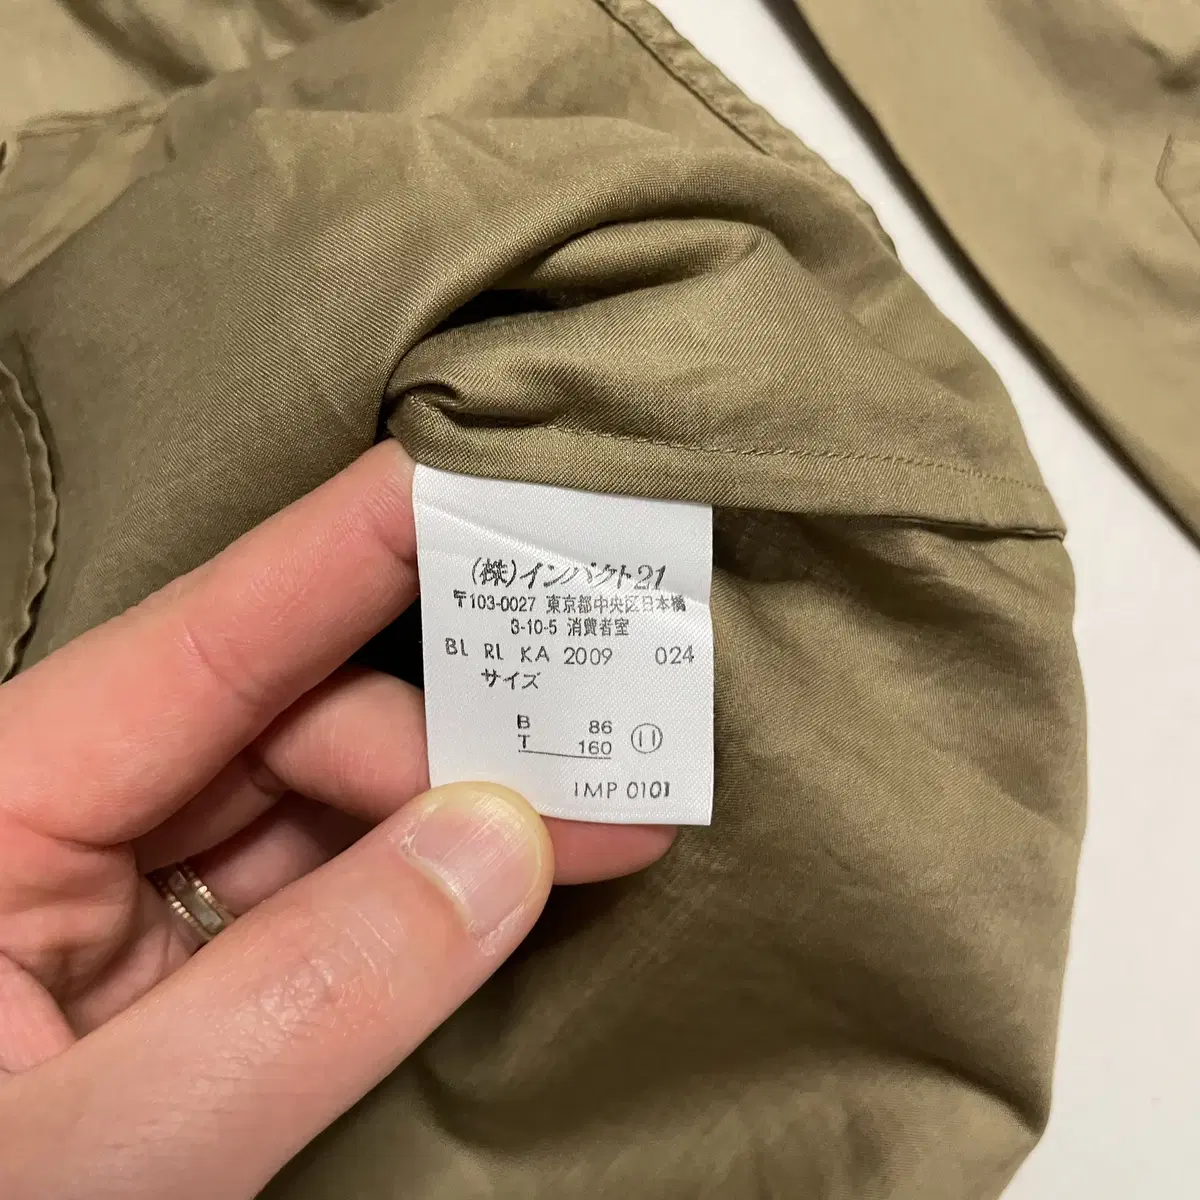 (株)インパクト21
〒103-0027 東京都中央区日本橋
3-10-5 消費者室
BL RL KA 2009 024
サイズ
B 86
T 160 ⑪
IMP 0101